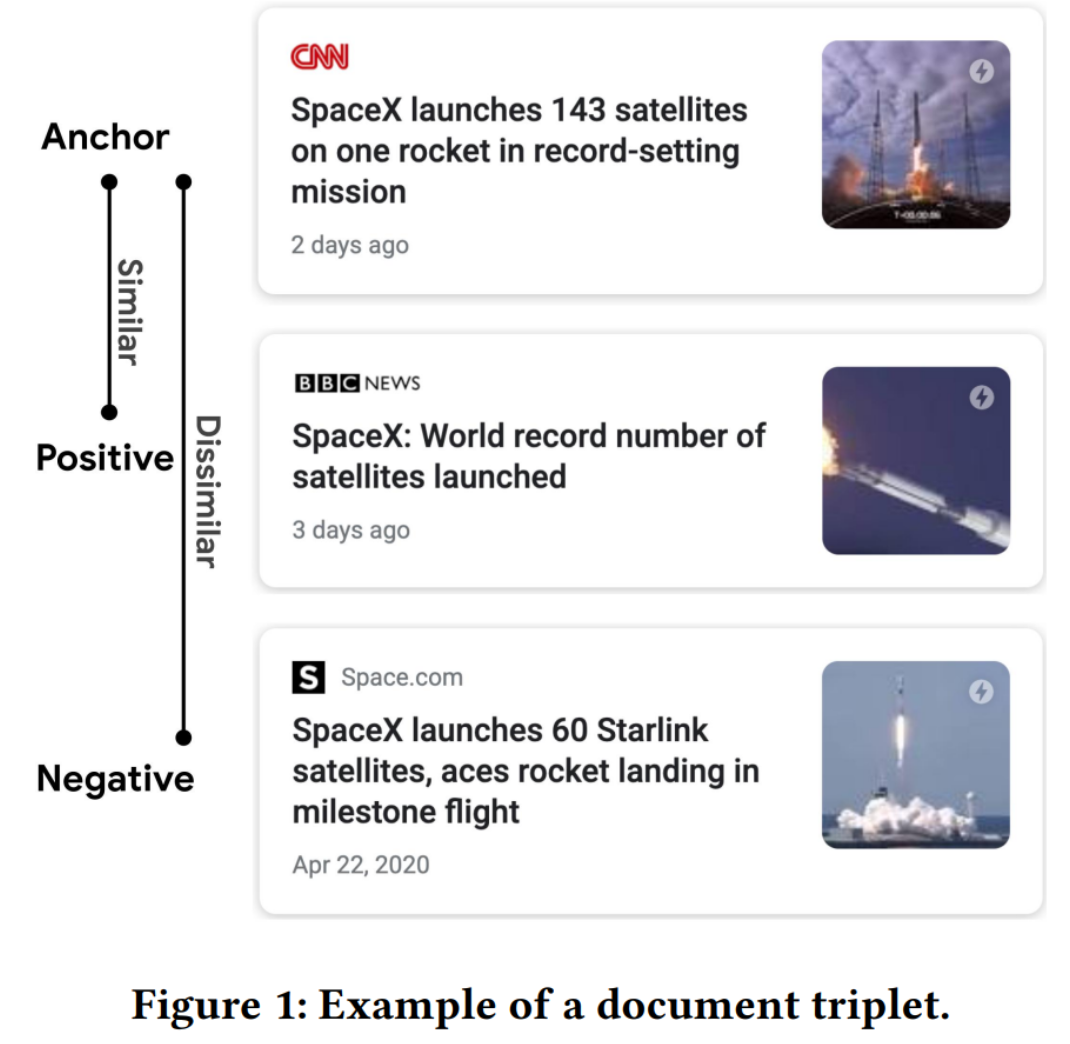 Anchor
Similar
Dissimilar
Positive
Negative
CNN
SpaceX launches 143 satellites
on one rocket in record-setting
mission
2 days ago
BBC NEWS
SpaceX: World record number of
satellites launched
3 days ago
S Space.com
SpaceX launches 60 Starlink
satellites, aces rocket landing in
milestone flight
Apr 22, 2020
Figure 1: Example of a document triplet.